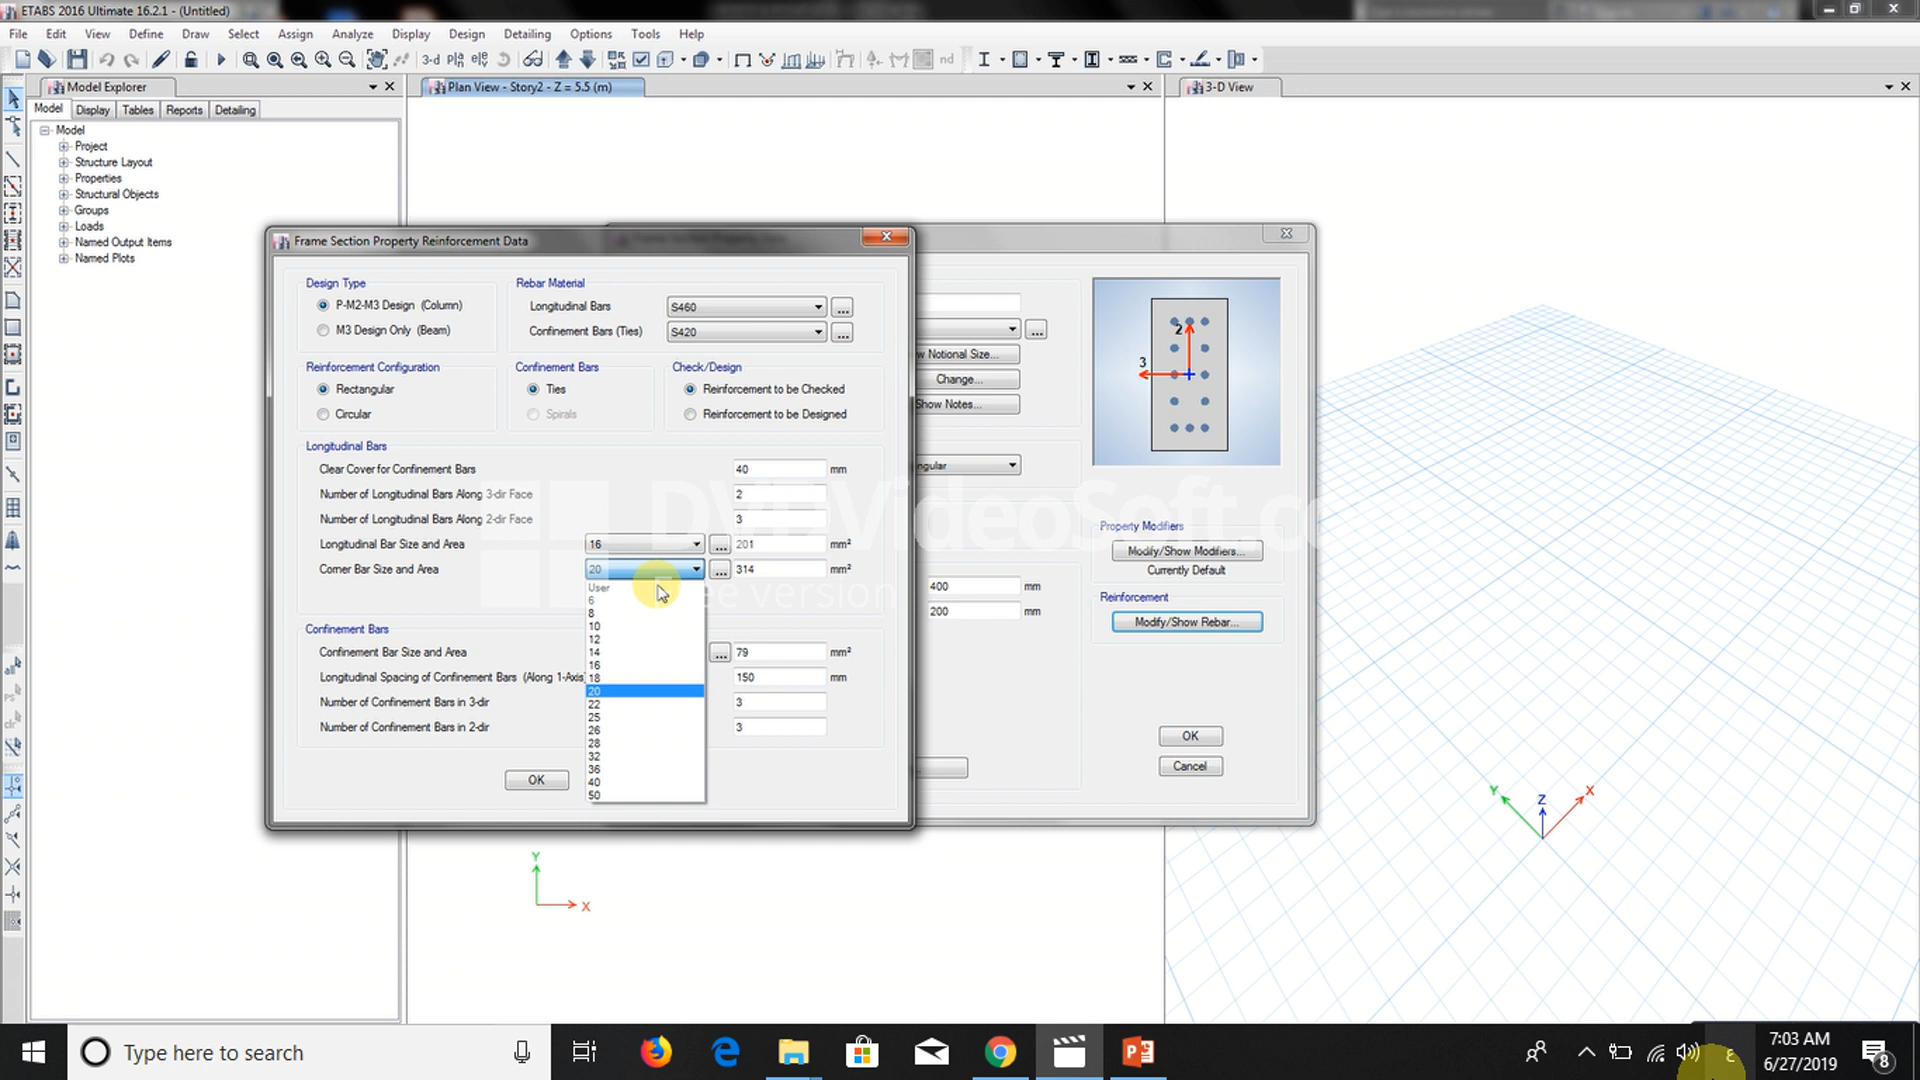 ETABS 2016 Ultimate 16.2.1 - (Untitled)
File Edit View Define Draw Select Assign Analyze Display Design Detailing Options Tools Help
3-d
nd
Model Explorer
Plan View - Story2 - Z = 5.5 (m)
3-D View
Model Display Tables Reports Detailing
Model
Project
Structure Layout
Properties
Structural Objects
Groups
Loads
Named Output Items
Named Plots
Frame Section Property Reinforcement Data
Design Type
P-M2-M3 Design (Column)
M3 Design Only (Beam)
Rebar Material
Longitudinal Bars S460 ...
Confinement Bars (Ties) S420 ...
Reinforcement Configuration
Rectangular
Circular
Confinement Bars
Ties
Spirals
Check/Design
Reinforcement to be Checked
Reinforcement to be Designed
Longitudinal Bars
Clear Cover for Confinement Bars 40 mm
Number of Longitudinal Bars Along 3-dir Face 2
Number of Longitudinal Bars Along 2-dir Face 3
Longitudinal Bar Size and Area 16 ... 201 mm²
Corner Bar Size and Area 20 ... 314 mm²
User
6
8
10
12
14
16
18
20
22
25
26
28
32
36
40
50
Confinement Bars
Confinement Bar Size and Area ... 79 mm²
Longitudinal Spacing of Confinement Bars (Along 1-Axis) 150 mm
Number of Confinement Bars in 3-dir 3
Number of Confinement Bars in 2-dir 3
OK
...
w Notional Size...
Change...
Show Notes...
ngular
400 mm
200 mm
2
3
Property Modifiers
Modify/Show Modifiers...
Currently Default
Reinforcement
Modify/Show Rebar...
OK
Cancel
DVDVideoSoft.co
Free version
Y
X
Y
Z
X
Type here to search
ع
7:03 AM
6/27/2019
8